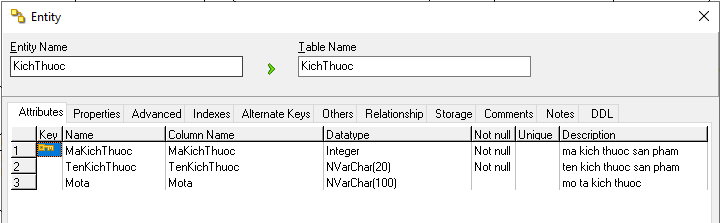 Entity
Entity Name Table Name
KichThuoc KichThuoc
Attributes Properties Advanced Indexes Alternate Keys Others Relationship Storage Comments Notes DDL
Key Name Column Name Datatype Not null Unique Description
1 MaKichThuoc MaKichThuoc Integer Not null ma kich thuoc san pham
2 TenKichThuoc TenKichThuoc NVarChar(20) Not null ten kich thuoc san pham
3 Mota Mota NVarChar(100) mo ta kich thuoc